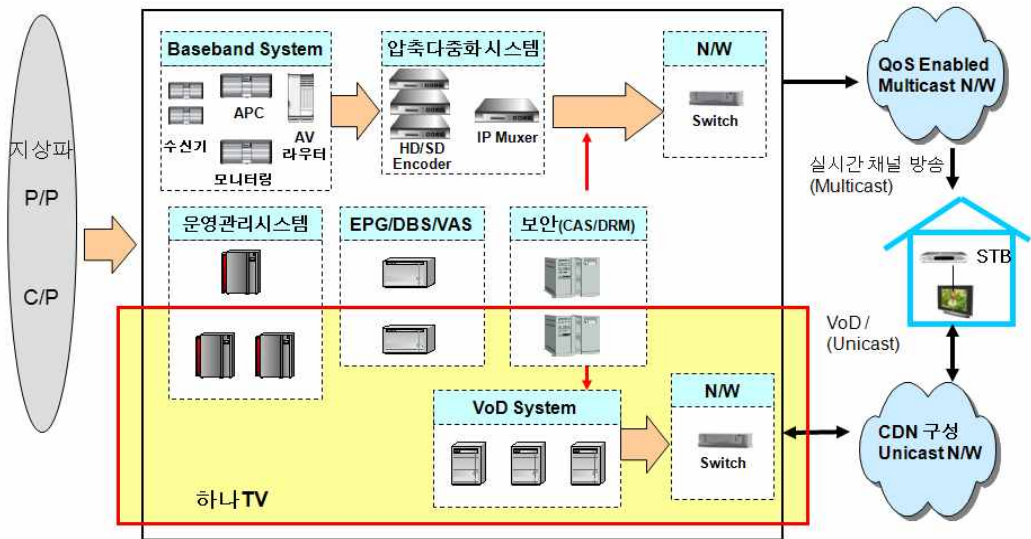 지상파
P/P
C/P
Baseband System
수신기
APC
AV
라우터
모니터링
압축다중화 시스템
HD/SD
Encoder
IP Muxer
N/W
Switch
QoS Enabled
Multicast N/W
실시간 채널 방송
(Multicast)
운영관리시스템
EPG/DBS/VAS
보안(CAS/DRM)
STB
VoD /
(Unicast)
VoD System
N/W
Switch
CDN 구성
Unicast N/W
하나TV